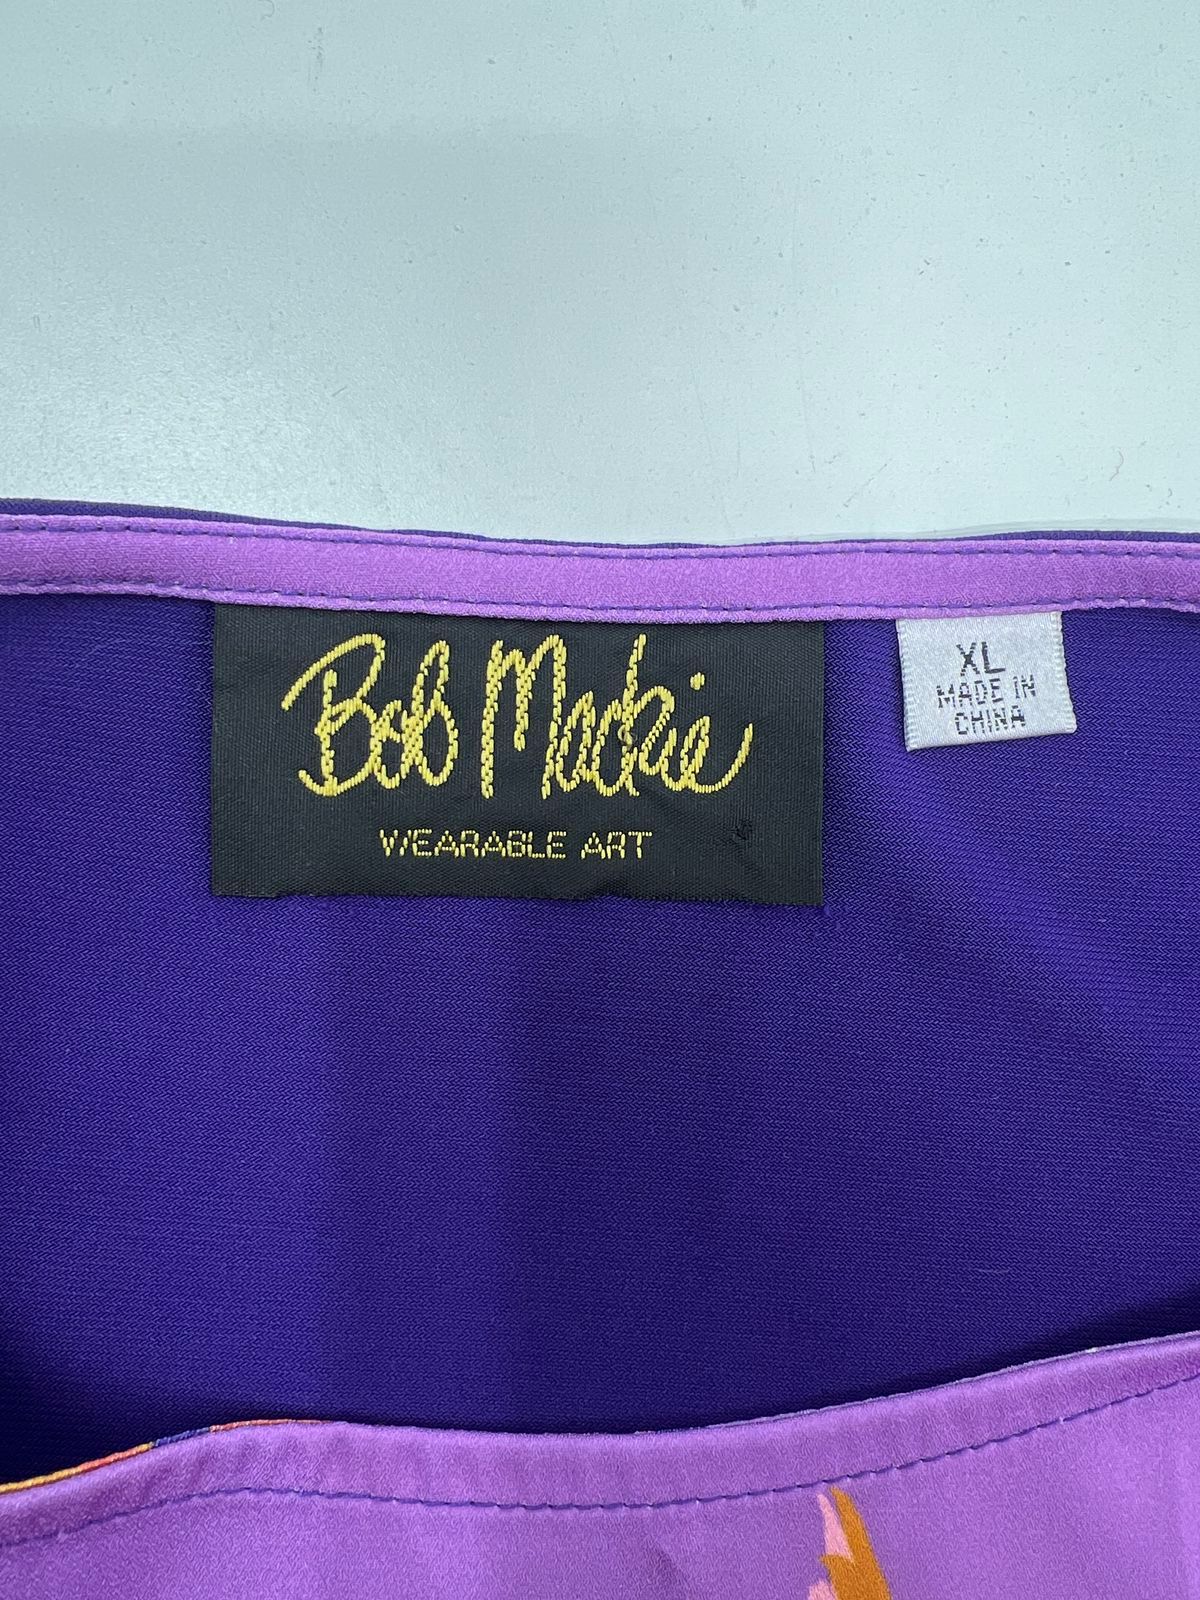 Bob Mackie
WEARABLE ART
XL
MADE IN
CHINA